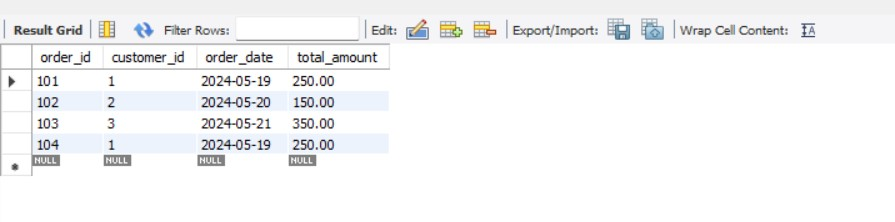 Result Grid Filter Rows: Edit: Export/Import: Wrap Cell Content: IA
order_id customer_id order_date total_amount
101 1 2024-05-19 250.00
102 2 2024-05-20 150.00
103 3 2024-05-21 350.00
104 1 2024-05-19 250.00
NULL NULL NULL NULL